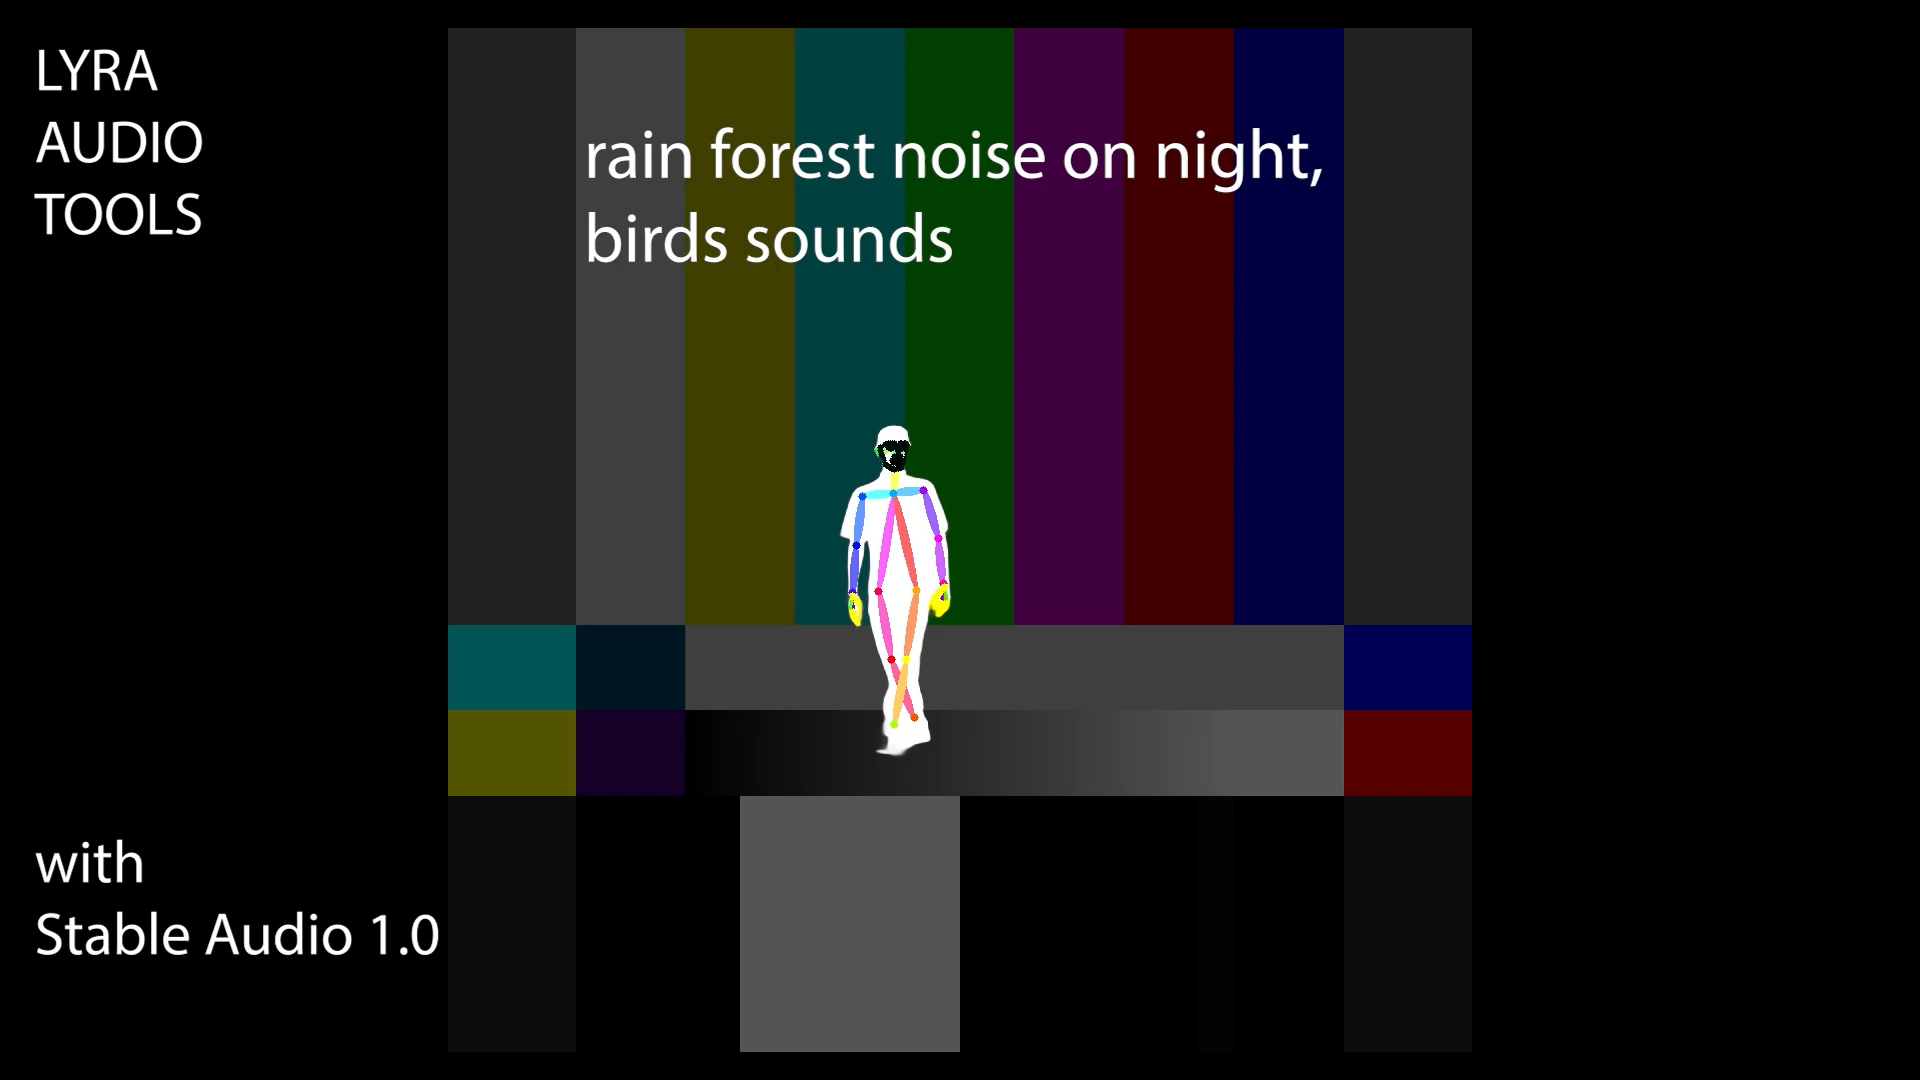 LYRA
AUDIO
TOOLS
rain forest noise on night,
birds sounds
with
Stable Audio 1.0